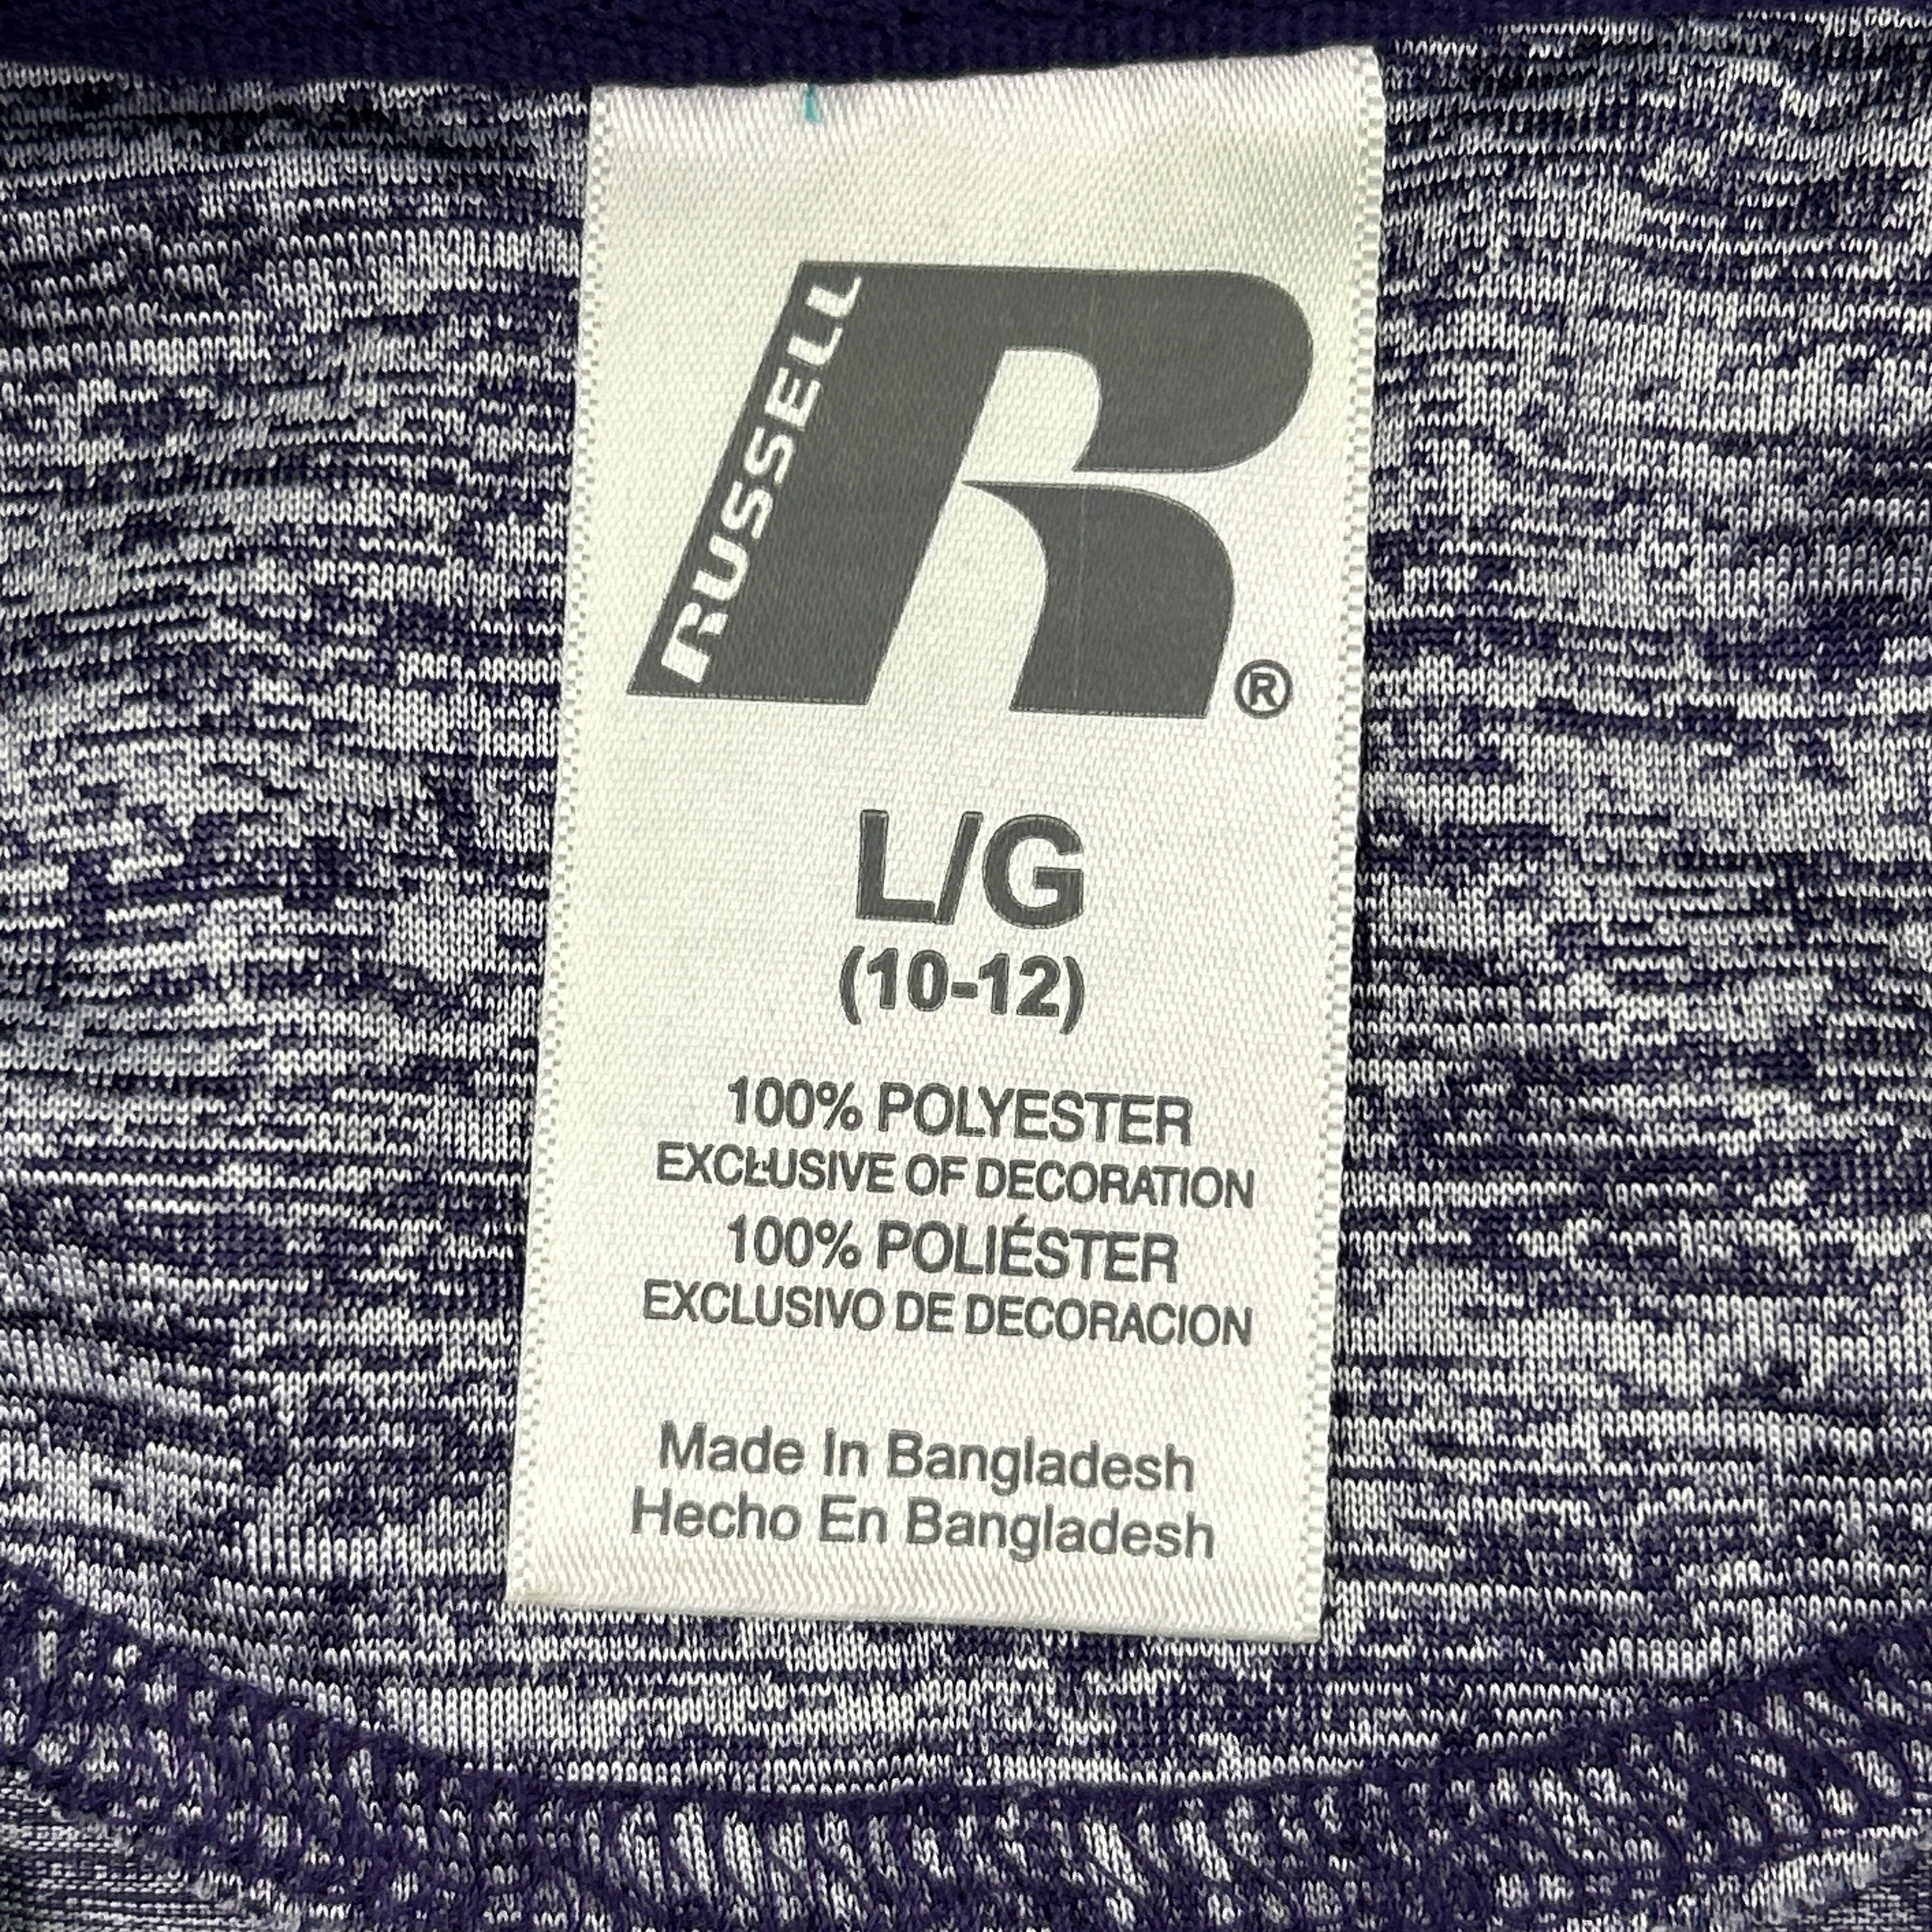 RUSSELL
R
®
L/G
(10-12)
100% POLYESTER
EXCLUSIVE OF DECORATION
100% POLIÉSTER
EXCLUSIVO DE DECORACION
Made In Bangladesh
Hecho En Bangladesh